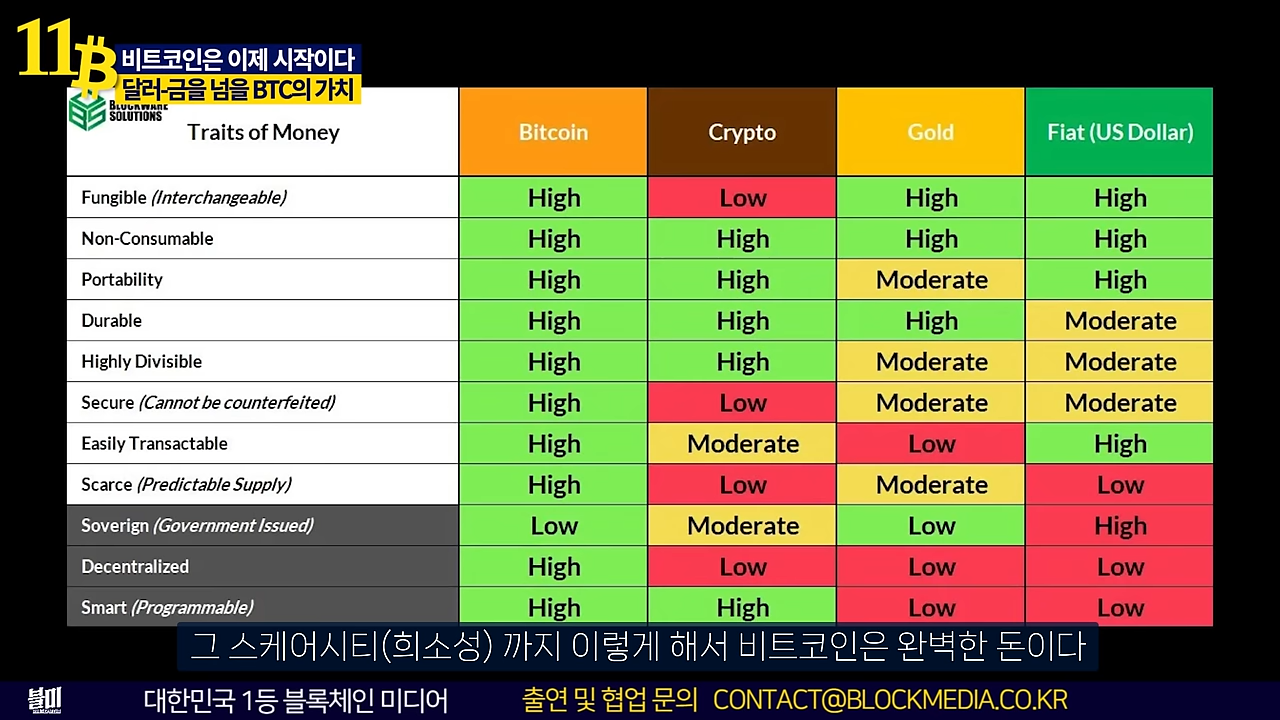 11
비트코인은 이제 시작이다
달러-금을 넘을 BTC의 가치
BLOCKWARE
SOLUTIONS
Traits of Money Bitcoin Crypto Gold Fiat (US Dollar)
Fungible (Interchangeable) High Low High High
Non-Consumable High High High High
Portability High High Moderate High
Durable High High High Moderate
Highly Divisible High High Moderate Moderate
Secure (Cannot be counterfeited) High Low Moderate Moderate
Easily Transactable High Moderate Low High
Scarce (Predictable Supply) High Low Moderate Low
Soverign (Government Issued) Low Moderate Low High
Decentralized High Low Low Low
Smart (Programmable) High High Low Low
그 스케어시티(희소성) 까지 이렇게 해서 비트코인은 완벽한 돈이다
블미 대한민국 1등 블록체인 미디어 출연 및 협업 문의 CONTACT@BLOCKMEDIA.CO.KR